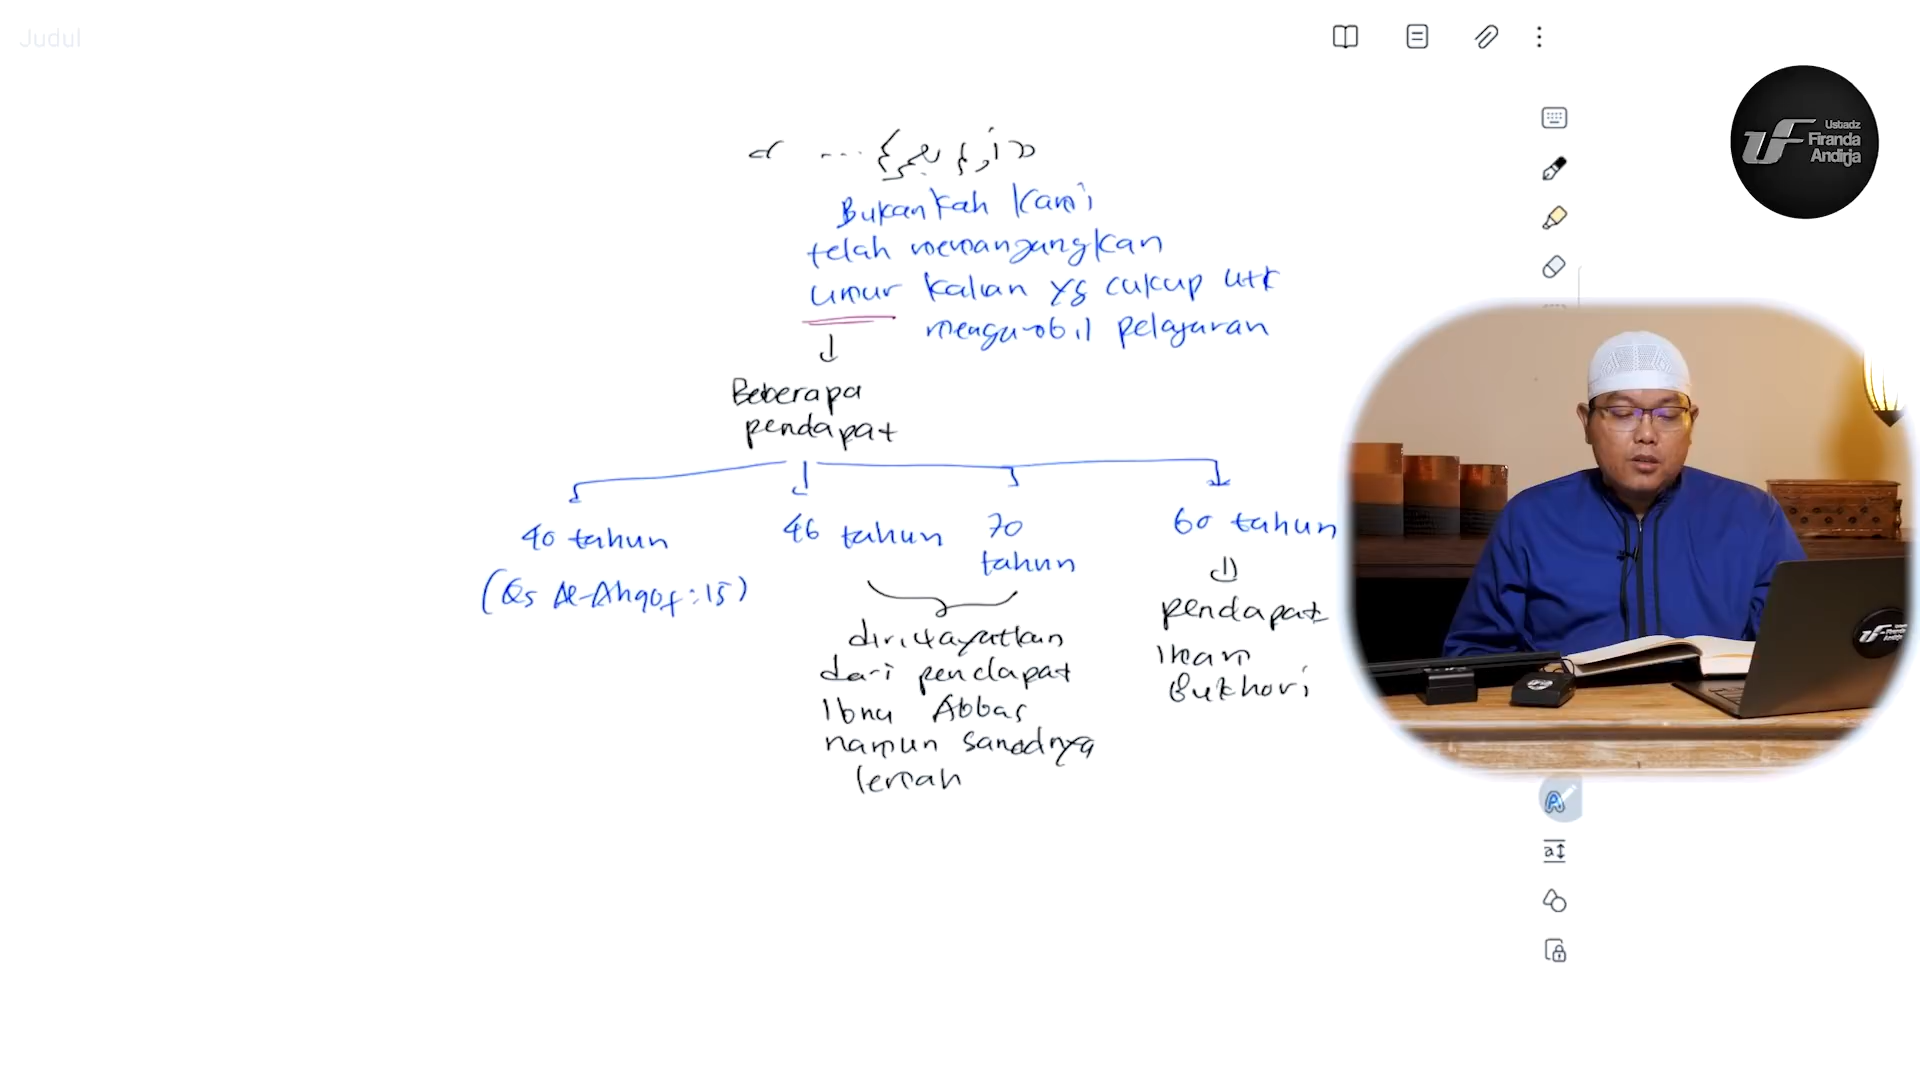 Judul
Ustadz
Firanda
Andirja
Bukankah Kami
telah memanjangkan
umur kalian yg cukup utk
mengambil pelajaran
Beberapa
pendapat
40 tahun
(Qs Al-Ahqof: 15)
46 tahun
70
tahun
diriwayatkan
dari pendapat
Ibnu Abbas
namun sanadnya
lemah
60 tahun
pendapat
Imam
Bukhori